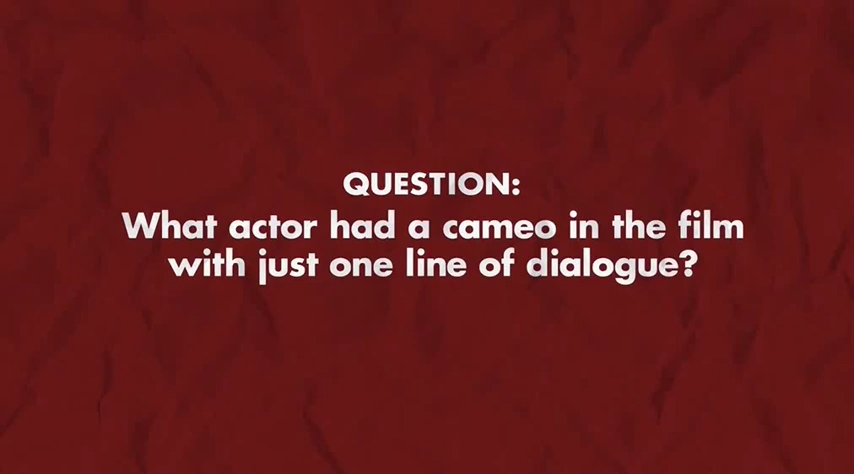 QUESTION:
What actor had a cameo in the film
with just one line of dialogue?